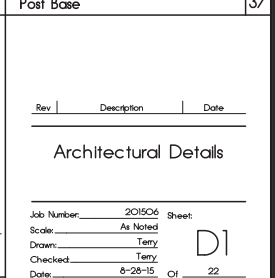 Post Base 37
Rev Description Date
Architectural Details
Job Number: 201506 Sheet:
Scale: As Noted
Drawn: Terry D1
Checked: Terry
Date: 8-28-15 Of 22